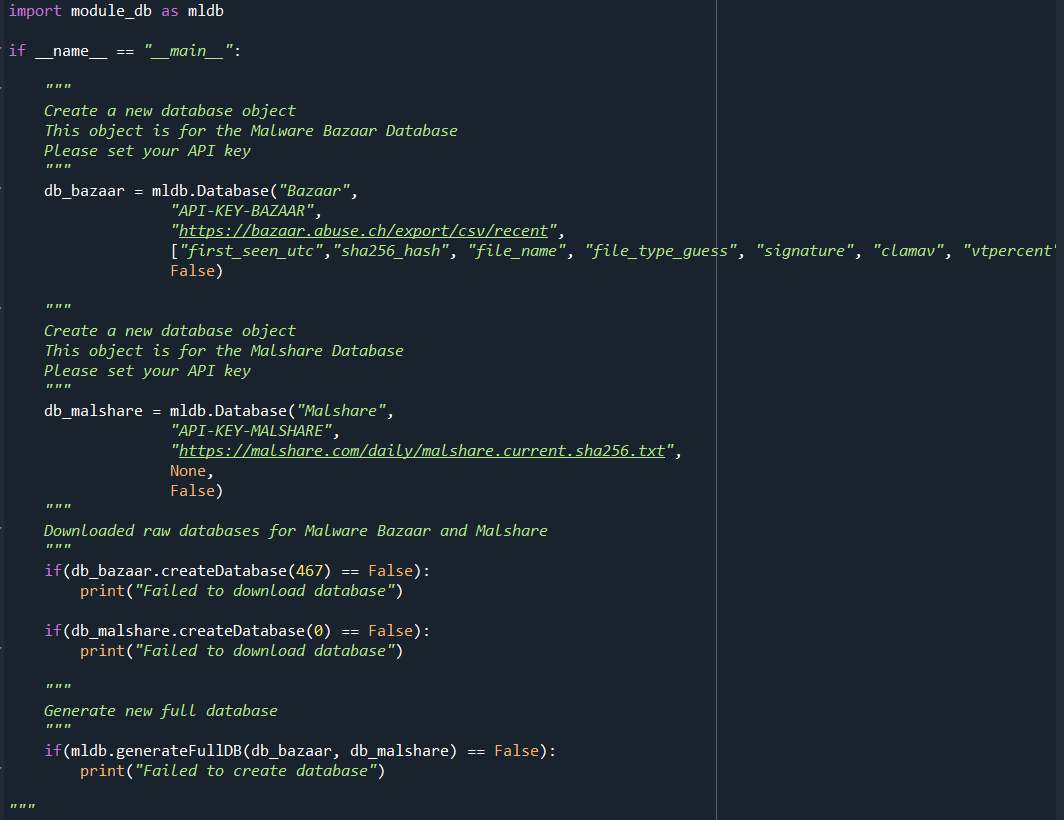 import module_db as mldb
if __name__ == "__main__":
"""
Create a new database object
This object is for the Malware Bazaar Database
Please set your API key
"""
db_bazaar = mldb.Database("Bazaar",
"API-KEY-BAZAAR",
"https://bazaar.abuse.ch/export/csv/recent",
["first_seen_utc","sha256_hash", "file_name", "file_type_guess", "signature", "clamav", "vtpercent"
False)
"""
Create a new database object
This object is for the Malshare Database
Please set your API key
"""
db_malshare = mldb.Database("Malshare",
"API-KEY-MALSHARE",
"https://malshare.com/daily/malshare.current.sha256.txt",
None,
False)
"""
Downloaded raw databases for Malware Bazaar and Malshare
"""
if(db_bazaar.createDatabase(467) == False):
print("Failed to download database")
if(db_malshare.createDatabase(0) == False):
print("Failed to download database")
"""
Generate new full database
"""
if(mldb.generateFullDB(db_bazaar, db_malshare) == False):
print("Failed to create database")
"""